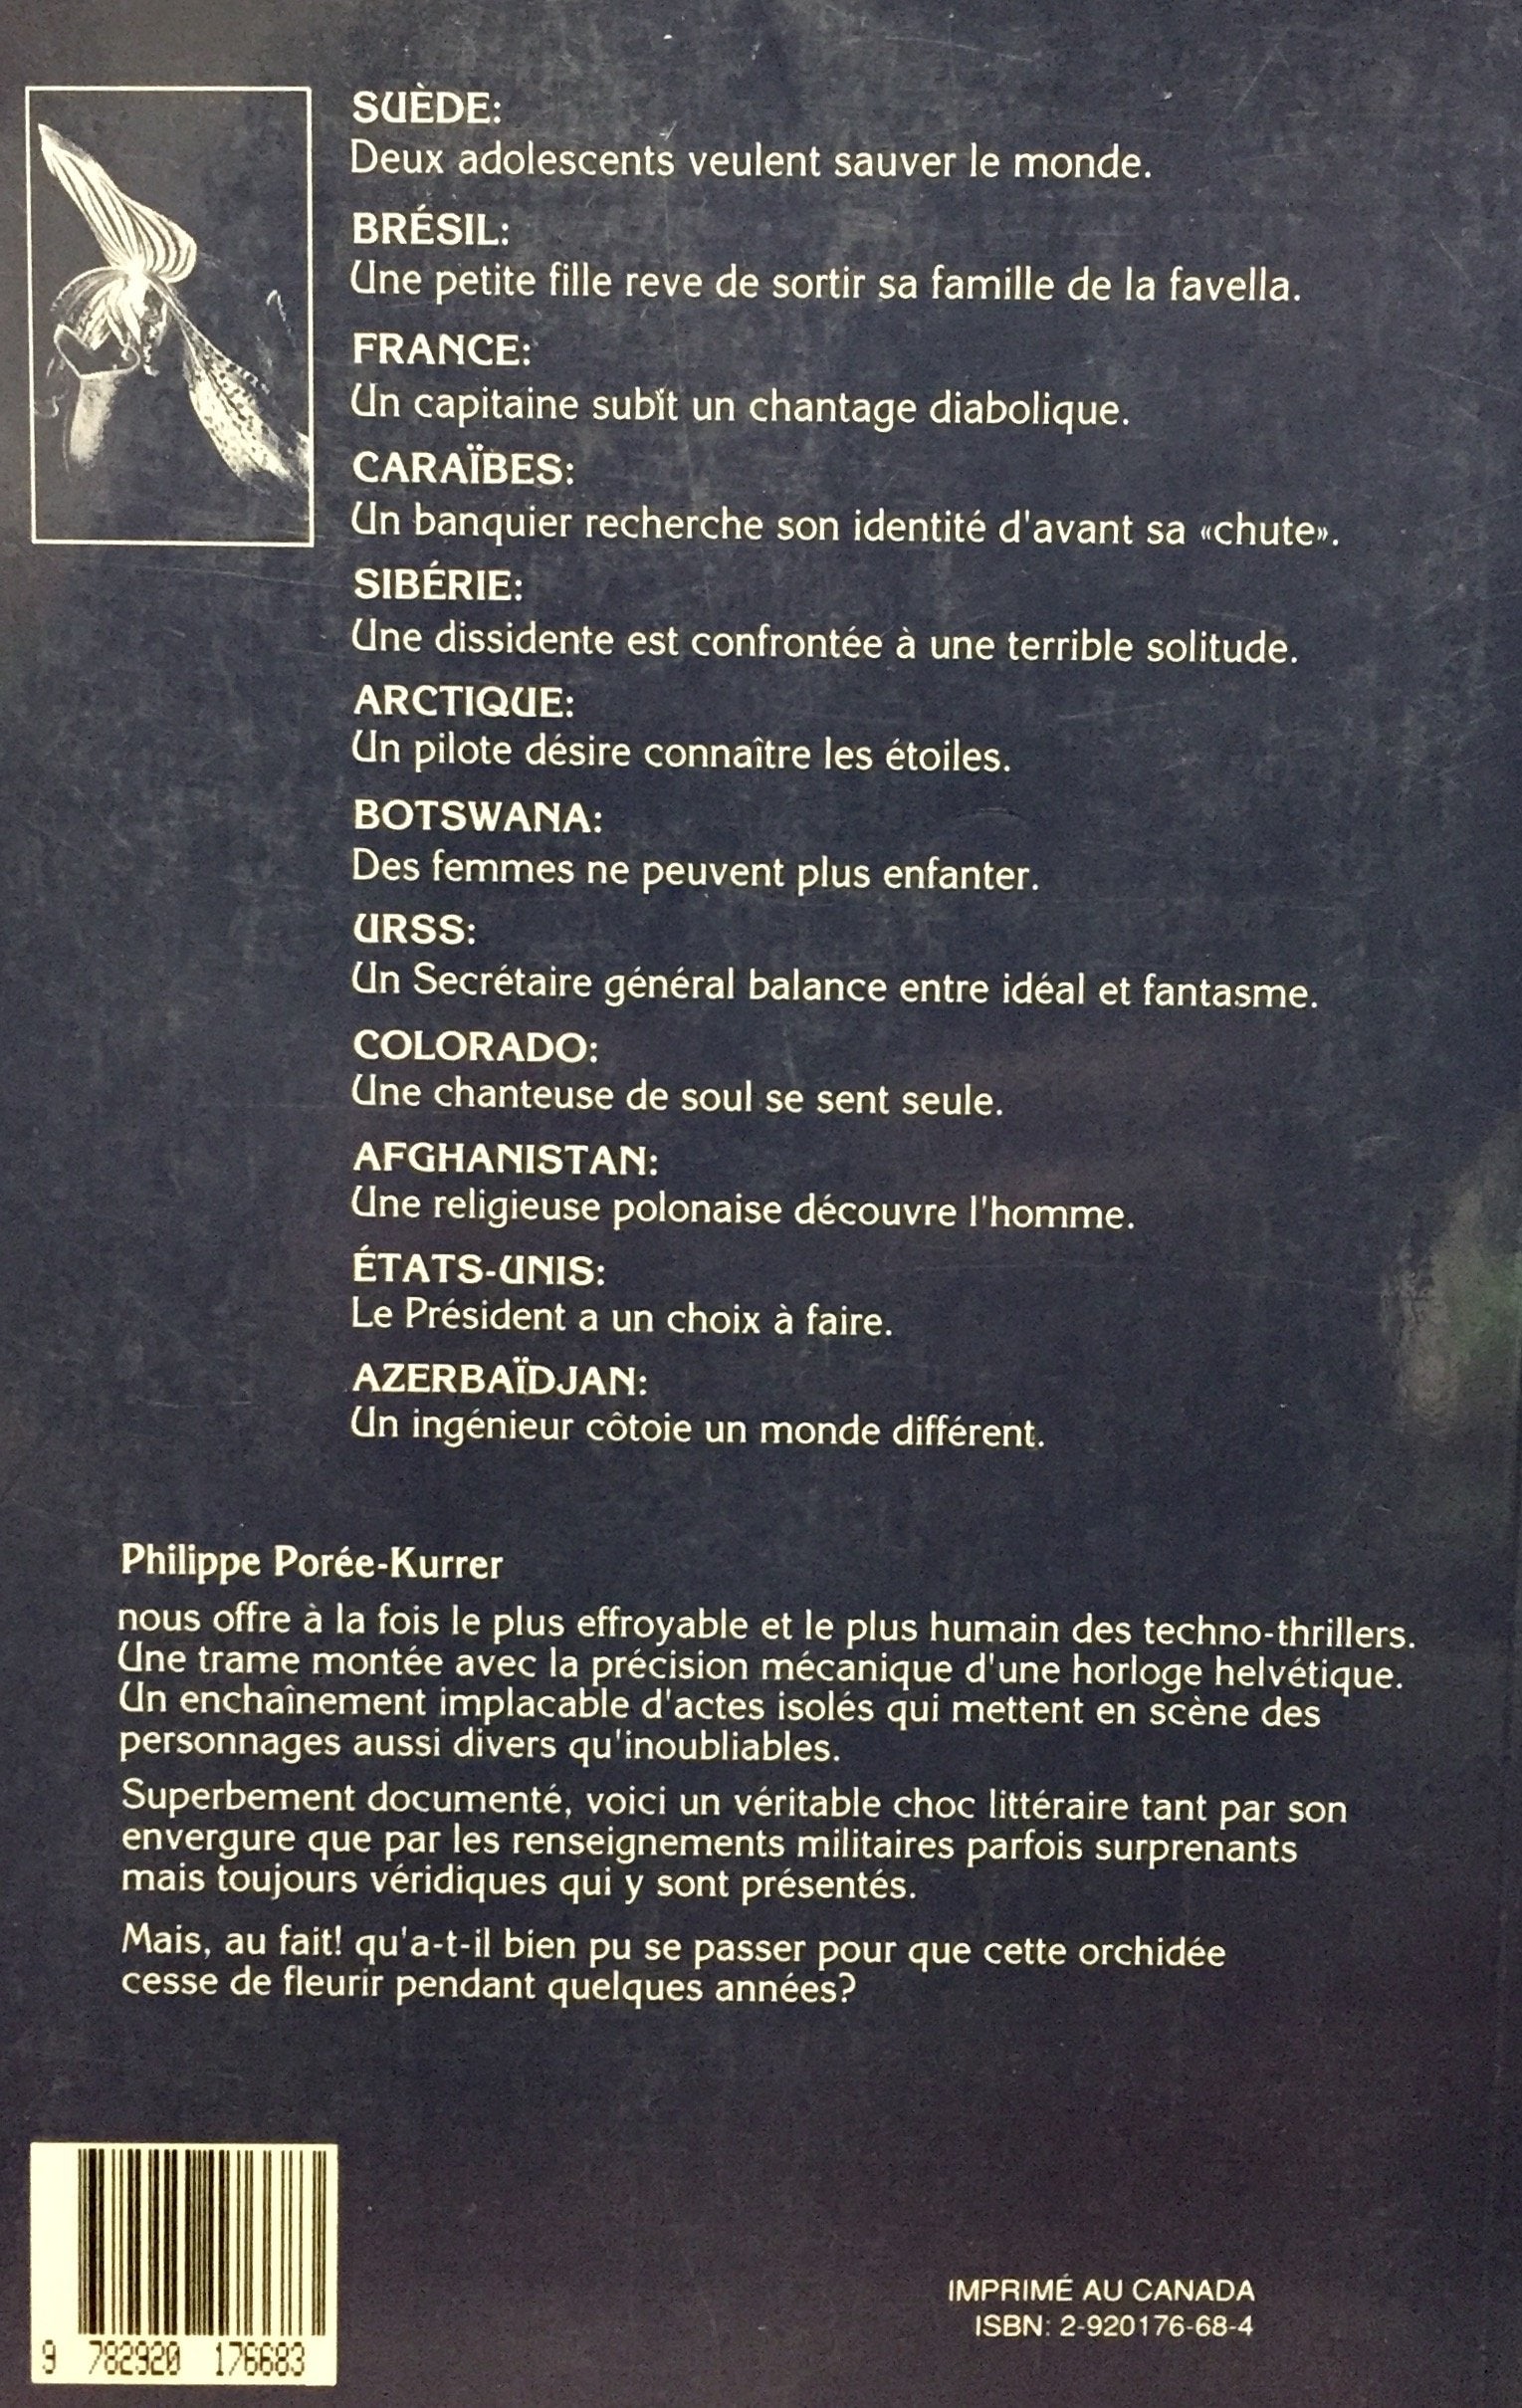 SUÈDE:
Deux adolescents veulent sauver le monde.
BRÉSIL:
Une petite fille reve de sortir sa famille de la favella.
FRANCE:
Un capitaine subit un chantage diabolique.
CARAÏBES:
Un banquier recherche son identité d'avant sa «chute».
SIBÉRIE:
Une dissidente est confrontée à une terrible solitude.
ARCTIQUE:
Un pilote désire connaître les étoiles.
BOTSWANA:
Des femmes ne peuvent plus enfanter.
URSS:
Un Secrétaire général balance entre idéal et fantasme.
COLORADO:
Une chanteuse de soul se sent seule.
AFGHANISTAN:
Une religieuse polonaise découvre l'homme.
ÉTATS-UNIS:
Le Président a un choix à faire.
AZERBAÏDJAN:
Un ingénieur côtoie un monde différent.
Philippe Porée-Kurrer
nous offre à la fois le plus effroyable et le plus humain des techno-thrillers.
Une trame montée avec la précision mécanique d'une horloge helvétique.
Un enchaînement implacable d'actes isolés qui mettent en scène des
personnages aussi divers qu'inoubliables.
Superbement documenté, voici un véritable choc littéraire tant par son
envergure que par les renseignements militaires parfois surprenants
mais toujours véridiques qui y sont présentés.
Mais, au fait! qu'a-t-il bien pu se passer pour que cette orchidée
cesse de fleurir pendant quelques années?
IMPRIMÉ AU CANADA
ISBN: 2-920176-68-4
9 782920 176683